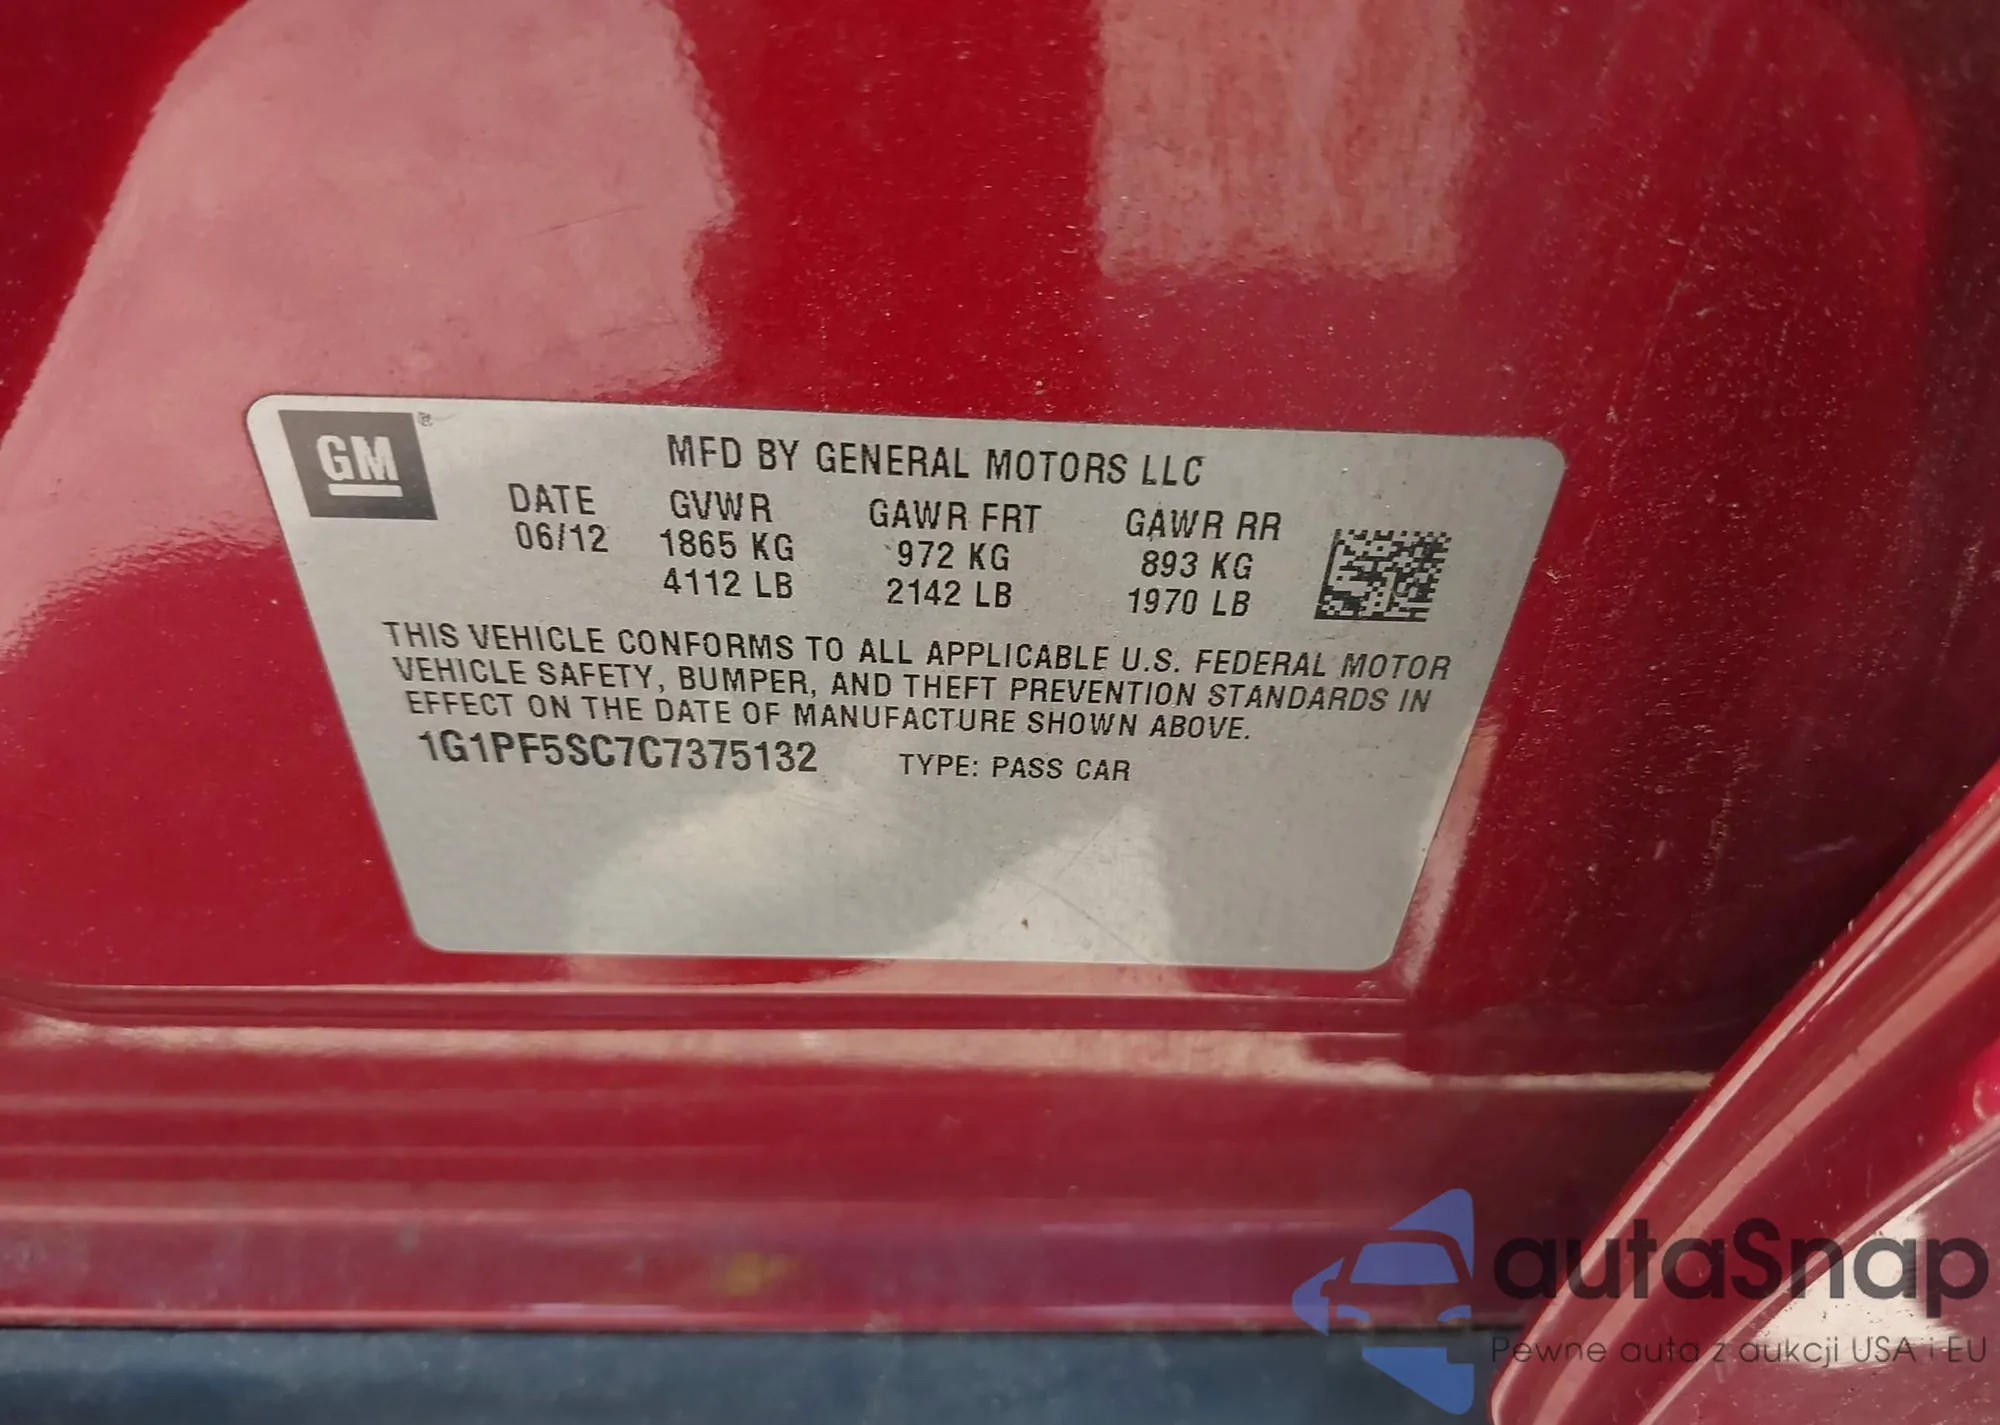 GM
MFD BY GENERAL MOTORS LLC
DATE GVWR GAWR FRT GAWR RR
06/12 1865 KG 972 KG 893 KG
4112 LB 2142 LB 1970 LB
THIS VEHICLE CONFORMS TO ALL APPLICABLE U.S. FEDERAL MOTOR
VEHICLE SAFETY, BUMPER, AND THEFT PREVENTION STANDARDS IN
EFFECT ON THE DATE OF MANUFACTURE SHOWN ABOVE.
1G1PF5SC7C7375132 TYPE: PASS CAR
autaSnap
Pewne auta z aukcji USA i EU